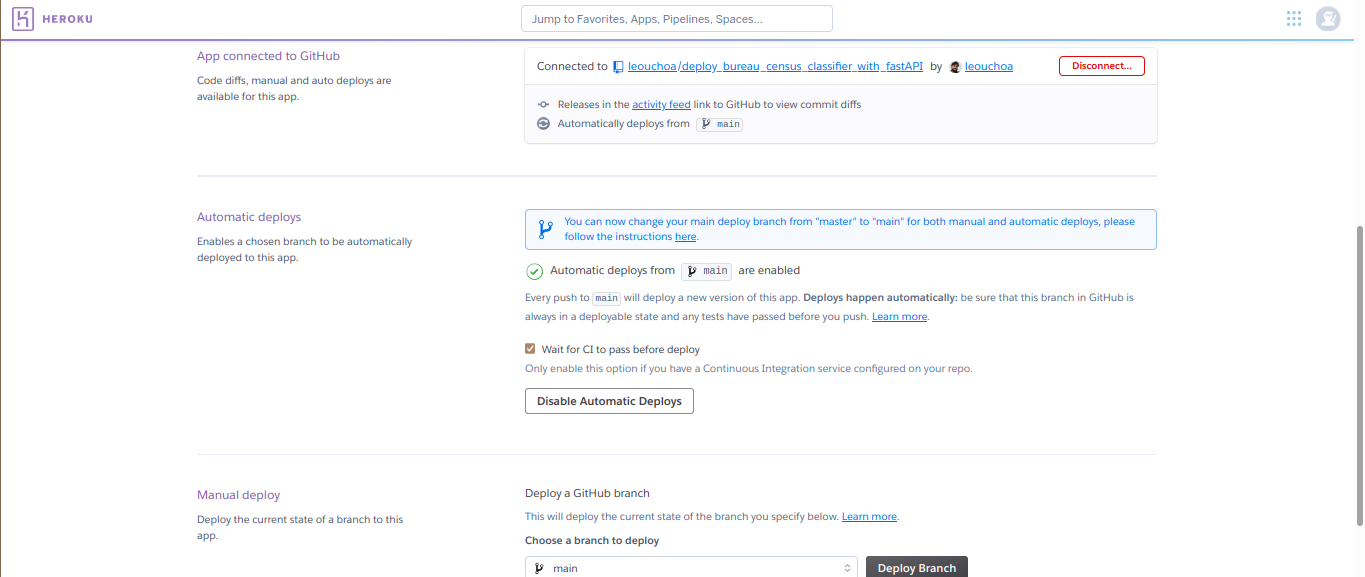 HEROKU
Jump to Favorites, Apps, Pipelines, Spaces...
App connected to GitHub
Code diffs, manual and auto deploys are
available for this app.
Connected to leouchoa/deploy_bureau_census_classifier_with_fastAPI by leouchoa
Disconnect...
Releases in the activity feed link to GitHub to view commit diffs
Automatically deploys from main
Automatic deploys
Enables a chosen branch to be automatically
deployed to this app.
You can now change your main deploy branch from "master" to "main" for both manual and automatic deploys, please
follow the instructions here.
Automatic deploys from main are enabled
Every push to main will deploy a new version of this app. Deploys happen automatically: be sure that this branch in GitHub is
always in a deployable state and any tests have passed before you push. Learn more.
Wait for CI to pass before deploy
Only enable this option if you have a Continuous Integration service configured on your repo.
Disable Automatic Deploys
Manual deploy
Deploy the current state of a branch to this
app.
Deploy a GitHub branch
This will deploy the current state of the branch you specify below. Learn more.
Choose a branch to deploy
main
Deploy Branch